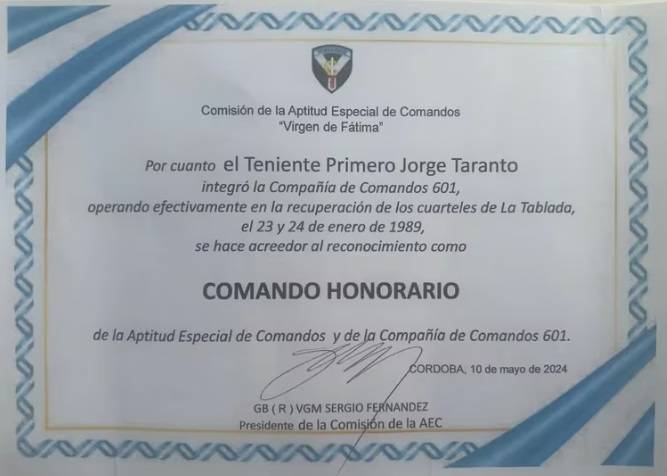 Comisión de la Aptitud Especial de Comandos
"Virgen de Fátima"
Por cuanto el Teniente Primero Jorge Taranto
integró la Compañía de Comandos 601,
operando efectivamente en la recuperación de los cuarteles de La Tablada,
el 23 y 24 de enero de 1989,
se hace acreedor al reconocimiento como
COMANDO HONORARIO
de la Aptitud Especial de Comandos y de la Compañía de Comandos 601.
CORDOBA, 10 de mayo de 2024
GB ( R ) VGM SERGIO FERNANDEZ
Presidente de la Comisión de la AEC